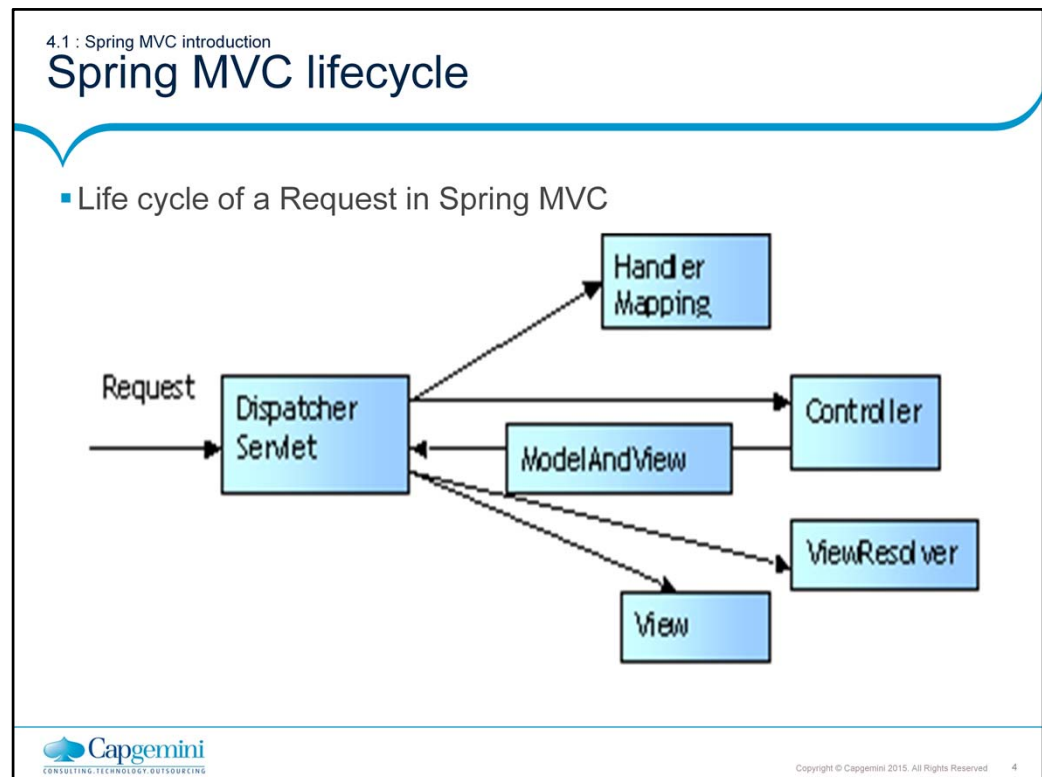 4.1 : Spring MVC introduction
Spring MVC lifecycle
▪ Life cycle of a Request in Spring MVC
Handler
Mapping
Request
Dispatcher
Servlet
Controller
ModelAndView
ViewResolver
View
Capgemini
CONSULTING.TECHNOLOGY.OUTSOURCING
Copyright © Capgemini 2015. All Rights Reserved 4